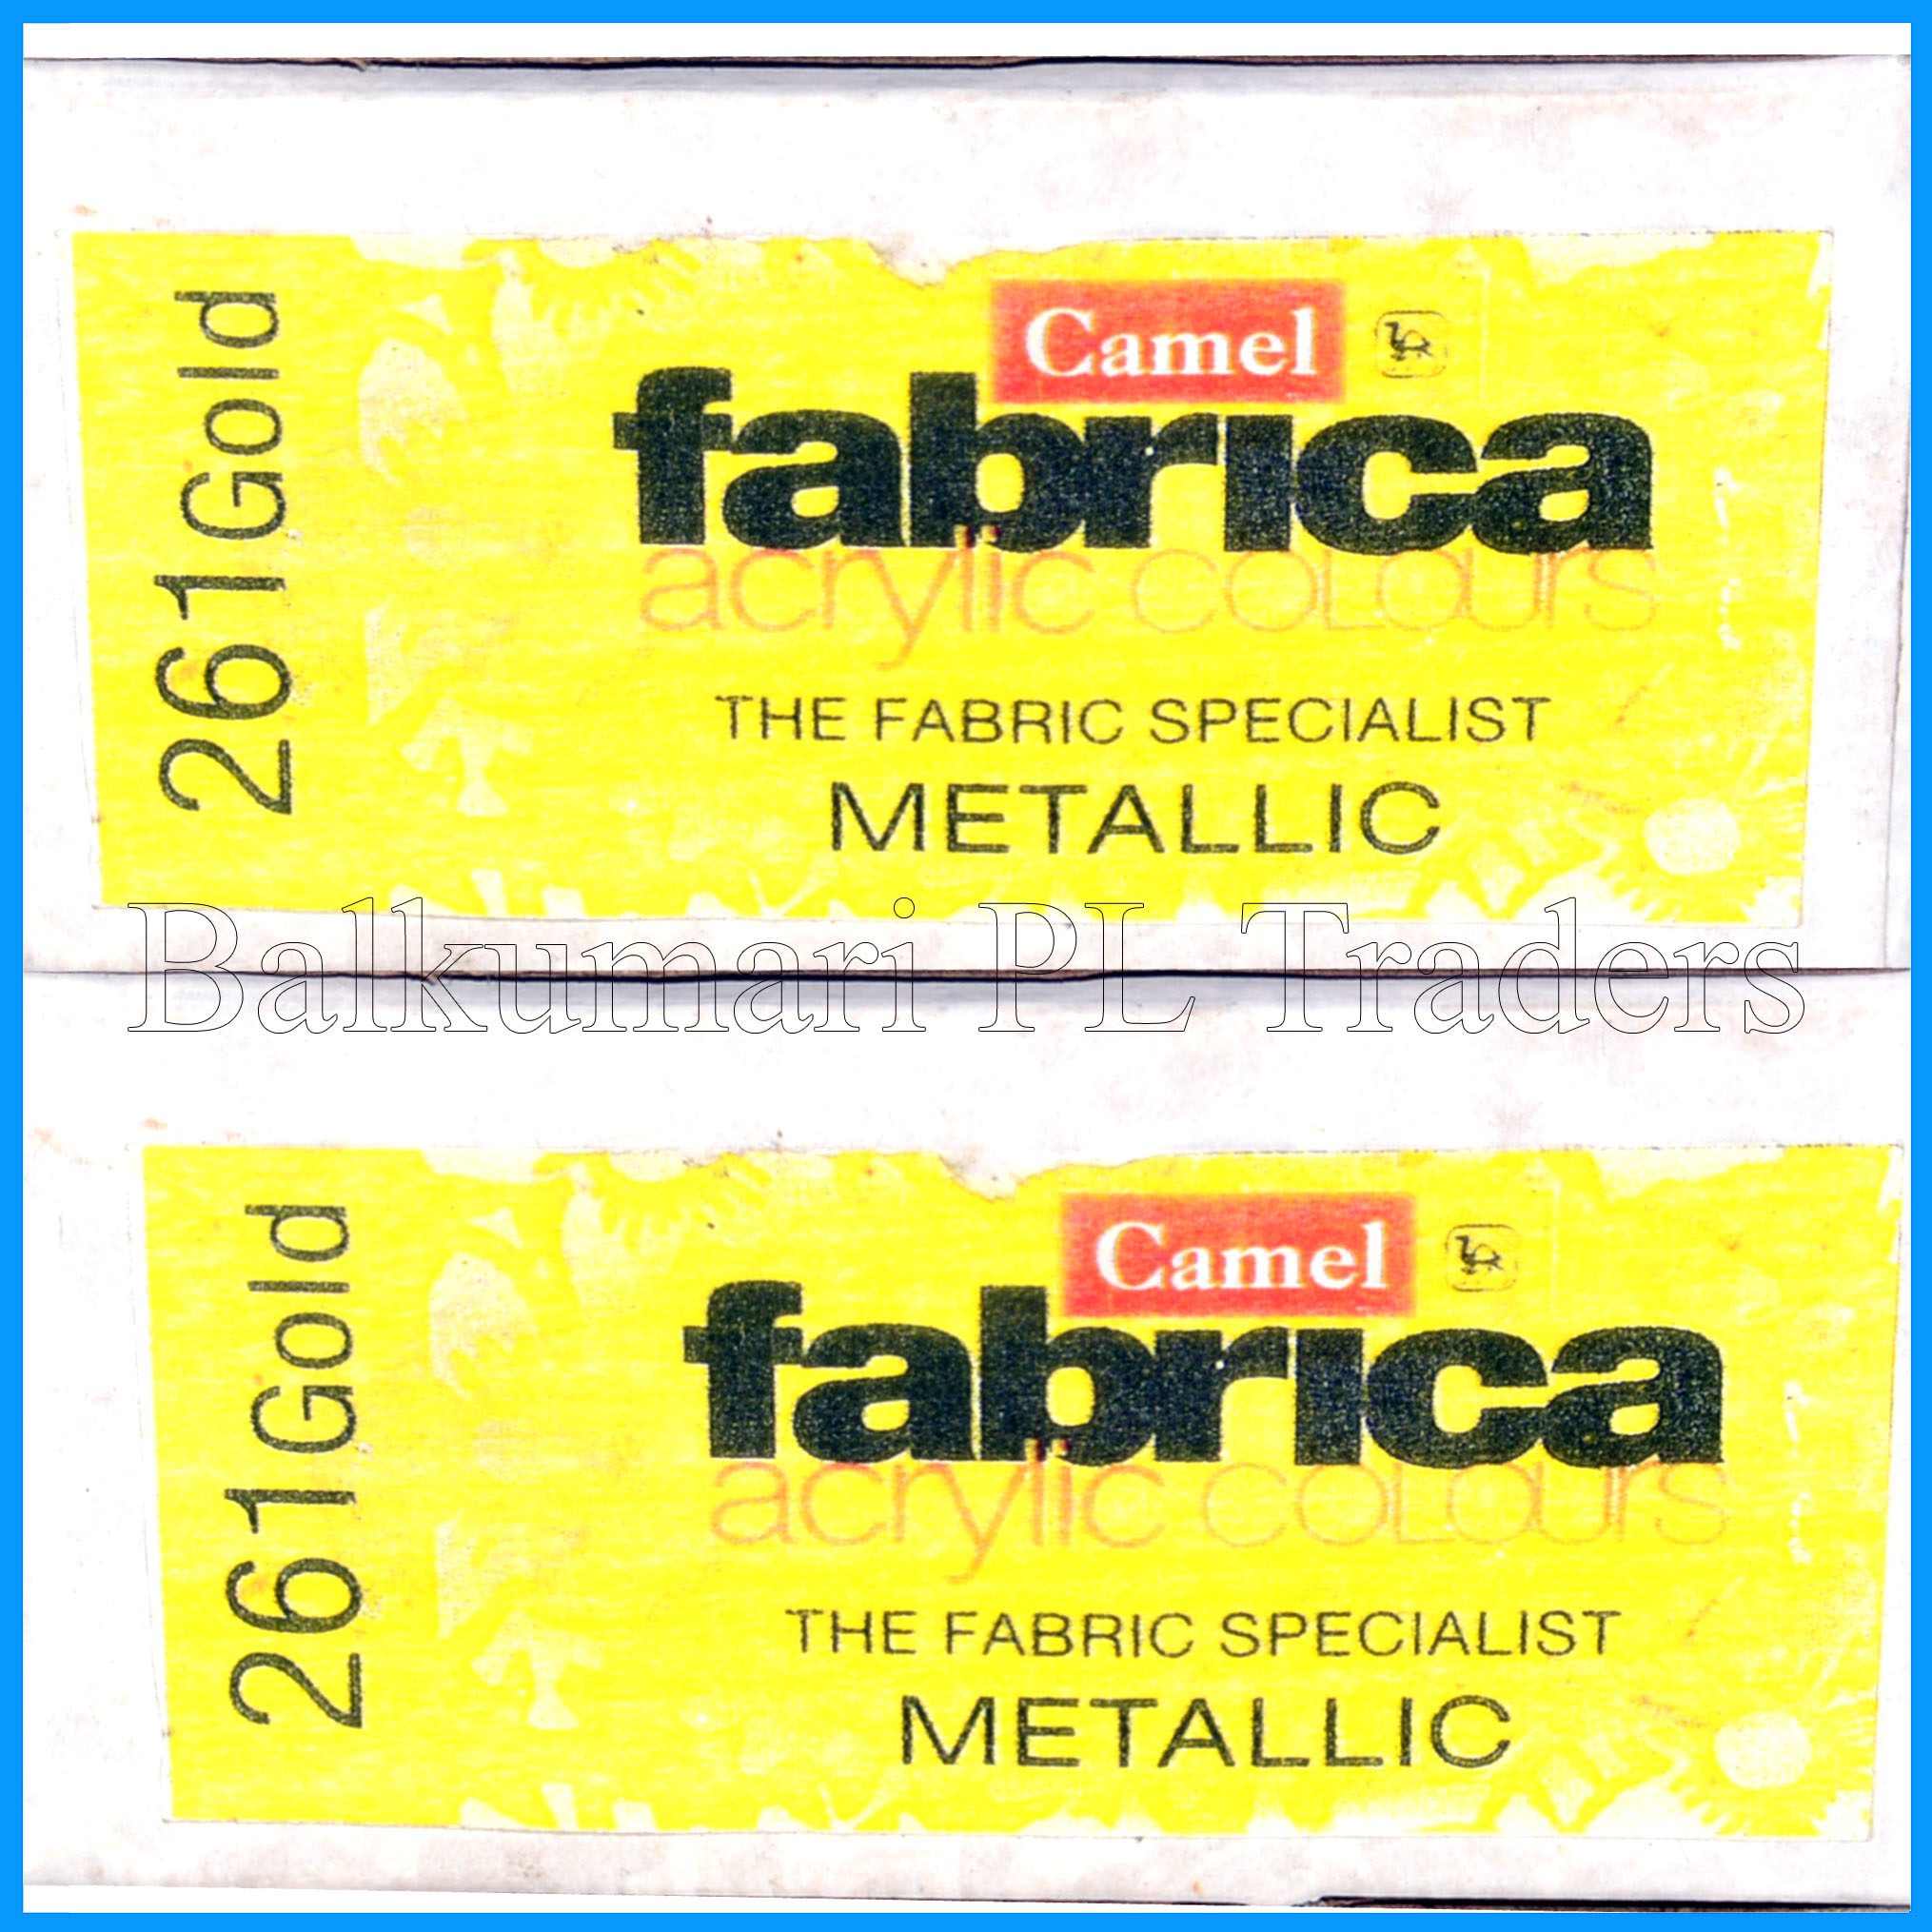 261 Gold
Camel
fabrica
acrylic colours
THE FABRIC SPECIALIST
METALLIC
Balkumari PL Traders
261 Gold
Camel
fabrica
acrylic colours
THE FABRIC SPECIALIST
METALLIC